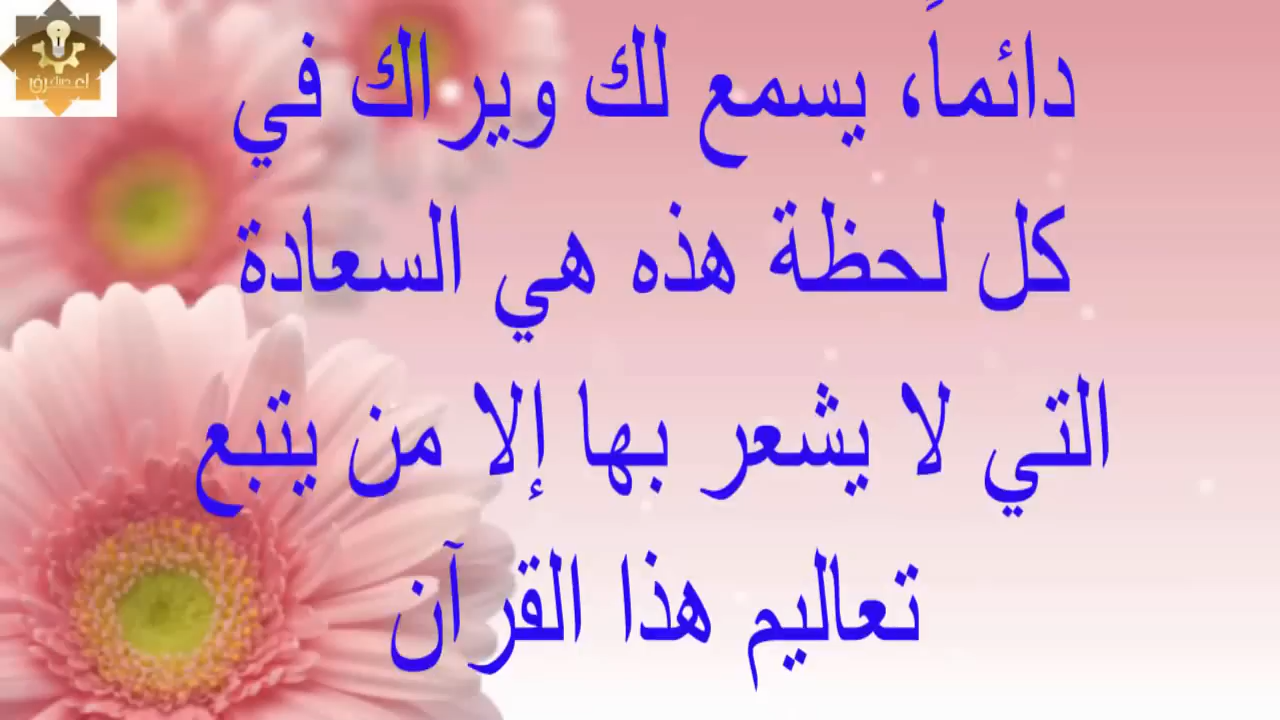 دائماً، يسمع لك ويراك في
كل لحظة هذه هي السعادة
التي لا يشعر بها إلا من يتبع
تعاليم هذا القرآن